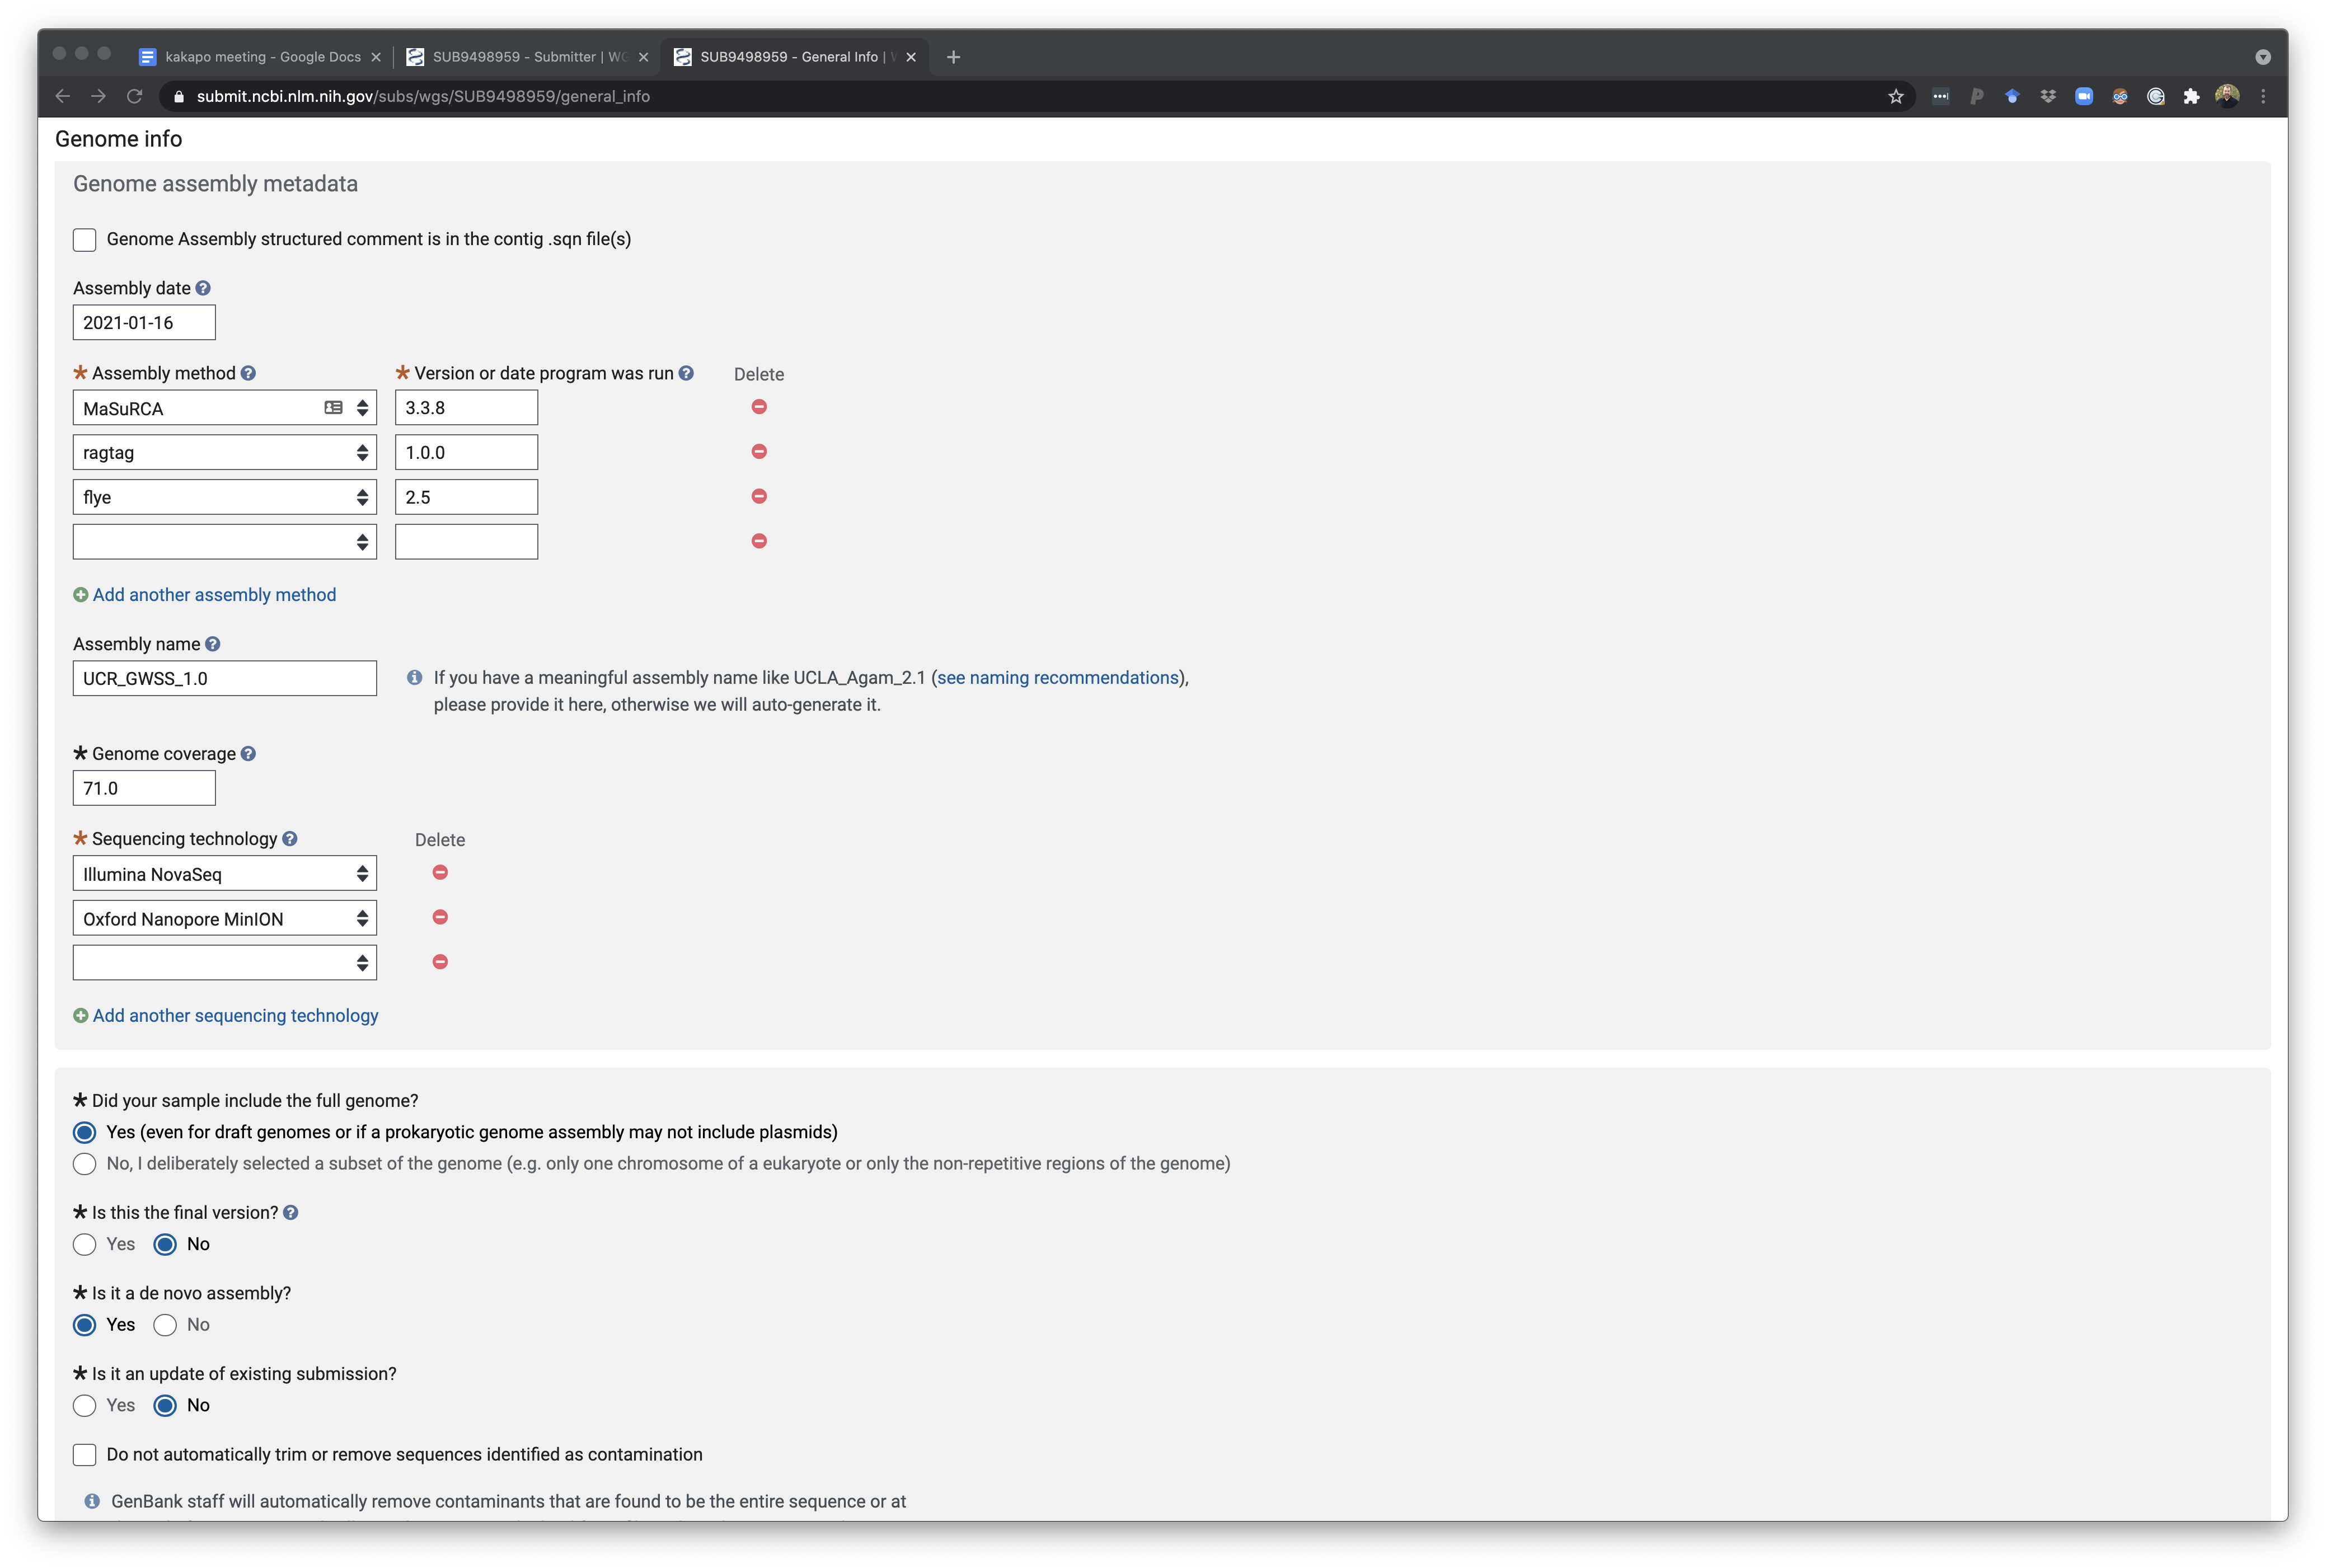 kakapo meeting - Google Docs
SUB9498959 - Submitter | WG
SUB9498959 - General Info |
submit.ncbi.nlm.nih.gov/subs/wgs/SUB9498959/general_info
Genome info
Genome assembly metadata
Genome Assembly structured comment is in the contig .sqn file(s)
Assembly date
2021-01-16
* Assembly method * Version or date program was run Delete
MaSuRCA 3.3.8
ragtag 1.0.0
flye 2.5
Add another assembly method
Assembly name
UCR_GWSS_1.0
If you have a meaningful assembly name like UCLA_Agam_2.1 (see naming recommendations),
please provide it here, otherwise we will auto-generate it.
* Genome coverage
71.0
* Sequencing technology Delete
Illumina NovaSeq
Oxford Nanopore MinION
Add another sequencing technology
* Did your sample include the full genome?
Yes (even for draft genomes or if a prokaryotic genome assembly may not include plasmids)
No, I deliberately selected a subset of the genome (e.g. only one chromosome of a eukaryote or only the non-repetitive regions of the genome)
* Is this the final version?
Yes No
* Is it a de novo assembly?
Yes No
* Is it an update of existing submission?
Yes No
Do not automatically trim or remove sequences identified as contamination
GenBank staff will automatically remove contaminants that are found to be the entire sequence or at